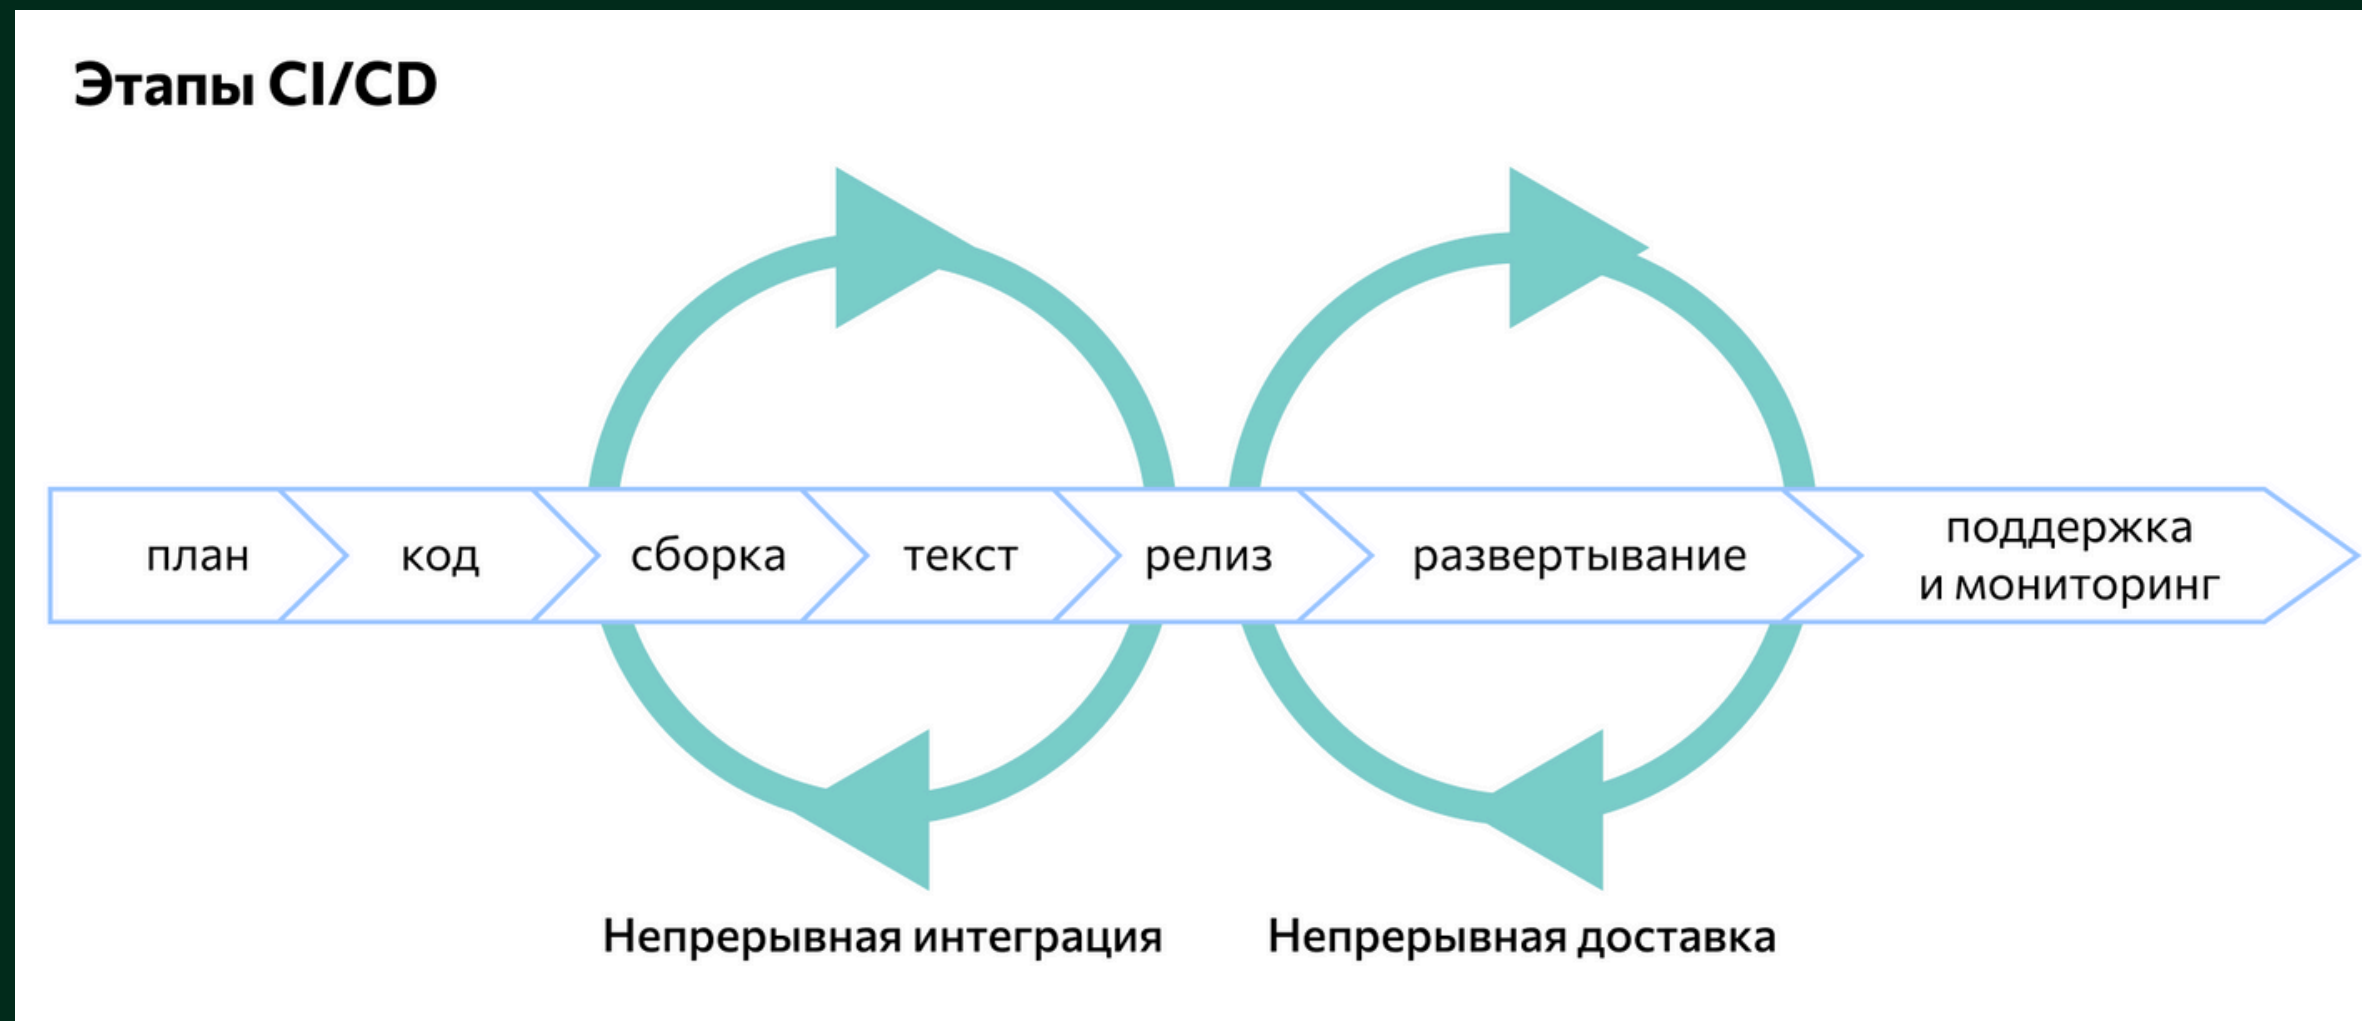 Этапы CI/CD
план
код
сборка
текст
релиз
развертывание
поддержка
и мониторинг
Непрерывная интеграция
Непрерывная доставка